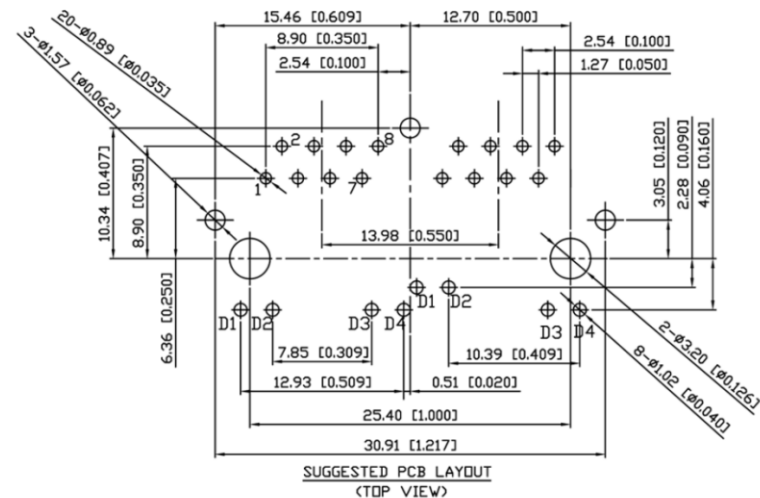 15.46 [0.609]
12.70 [0.500]
20-ø0.89 [ø0.035]
3-ø1.57 [ø0.062]
8.90 [0.350]
2.54 [0.100]
2.54 [0.100]
1.27 [0.050]
2
8
1
7
10.34 [0.407]
8.90 [0.350]
6.36 [0.250]
3.05 [0.120]
2.28 [0.090]
4.06 [0.160]
13.98 [0.550]
D1
D2
D1
D2
D3
D4
D3
D4
7.85 [0.309]
10.39 [0.409]
12.93 [0.509]
0.51 [0.020]
2-ø3.20 [ø0.126]
8-ø1.02 [ø0.040]
25.40 [1.000]
30.91 [1.217]
SUGGESTED PCB LAYOUT
(TOP VIEW)